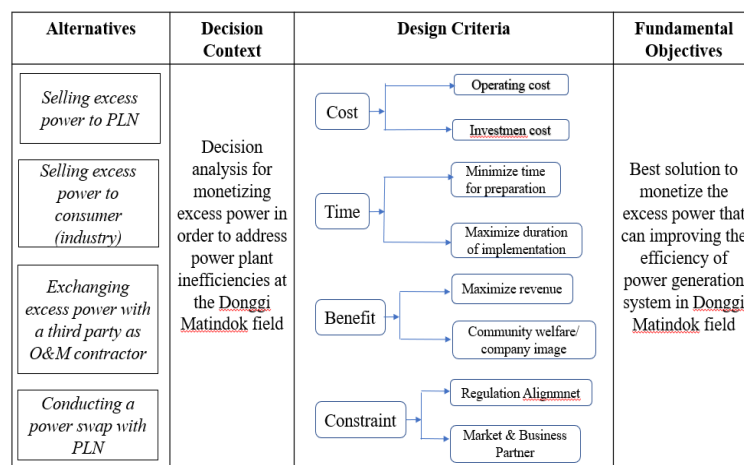 Alternatives
Decision
Context
Design Criteria
Fundamental
Objectives
Selling excess
power to PLN
Selling excess
power to
consumer
(industry)
Exchanging
excess power with
a third party as
O&M contractor
Conducting a
power swap with
PLN
Decision
analysis for
monetizing
excess power in
order to address
power plant
inefficiencies at
the Donggi
Matindok field
Cost
Operating cost
Investmen cost
Time
Minimize time
for preparation
Maximize duration
of implementation
Benefit
Maximize revenue
Community welfare/
company image
Constraint
Regulation Alignmnet
Market & Business
Partner
Best solution to
monetize the
excess power that
can improving the
efficiency of
power generation
system in Donggi
Matindok field